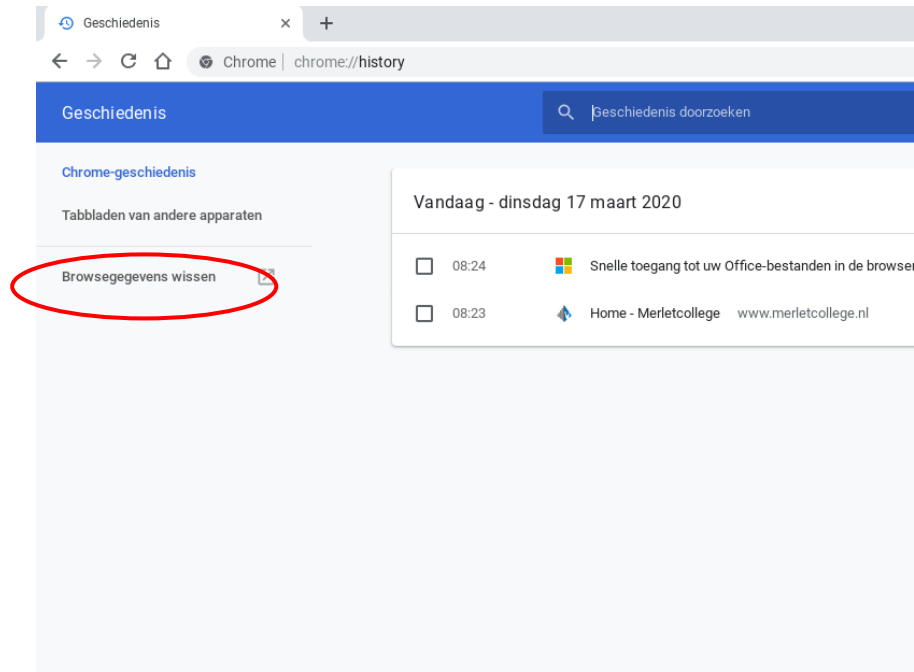 Geschiedenis
Chrome chrome://history
Geschiedenis
Geschiedenis doorzoeken
Chrome-geschiedenis
Tabbladen van andere apparaten
Browsegegevens wissen
Vandaag - dinsdag 17 maart 2020
08:24 Snelle toegang tot uw Office-bestanden in de browser
08:23 Home - Merletcollege www.merletcollege.nl